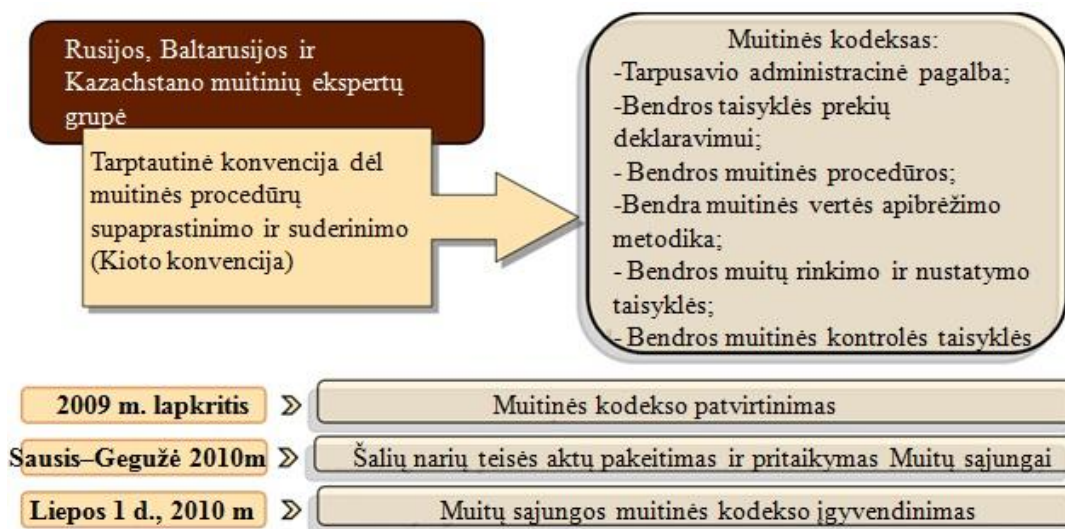 Rusijos, Baltarusijos ir
Kazachstano muitinių ekspertų
grupė
Tarptautinė konvencija dėl
muitinės procedūrų
supaprastinimo ir suderinimo
(Kioto konvencija)
Muitinės kodeksas:
-Tarpusavio administracinė pagalba;
-Bendros taisyklės prekių
deklaravimui;
- Bendros muitinės procedūros;
-Bendra muitinės vertės apibrėžimo
metodika;
- Bendros muitų rinkimo ir nustatymo
taisyklės;
- Bendros muitinės kontrolės taisyklės
2009 m. lapkritis
Muitinės kodekso patvirtinimas
Sausis–Gegužė 2010m
Šalių narių teisės aktų pakeitimas ir pritaikymas Muitų sąjungai
Liepos 1 d., 2010 m
Muitų sąjungos muitinės kodekso įgyvendinimas